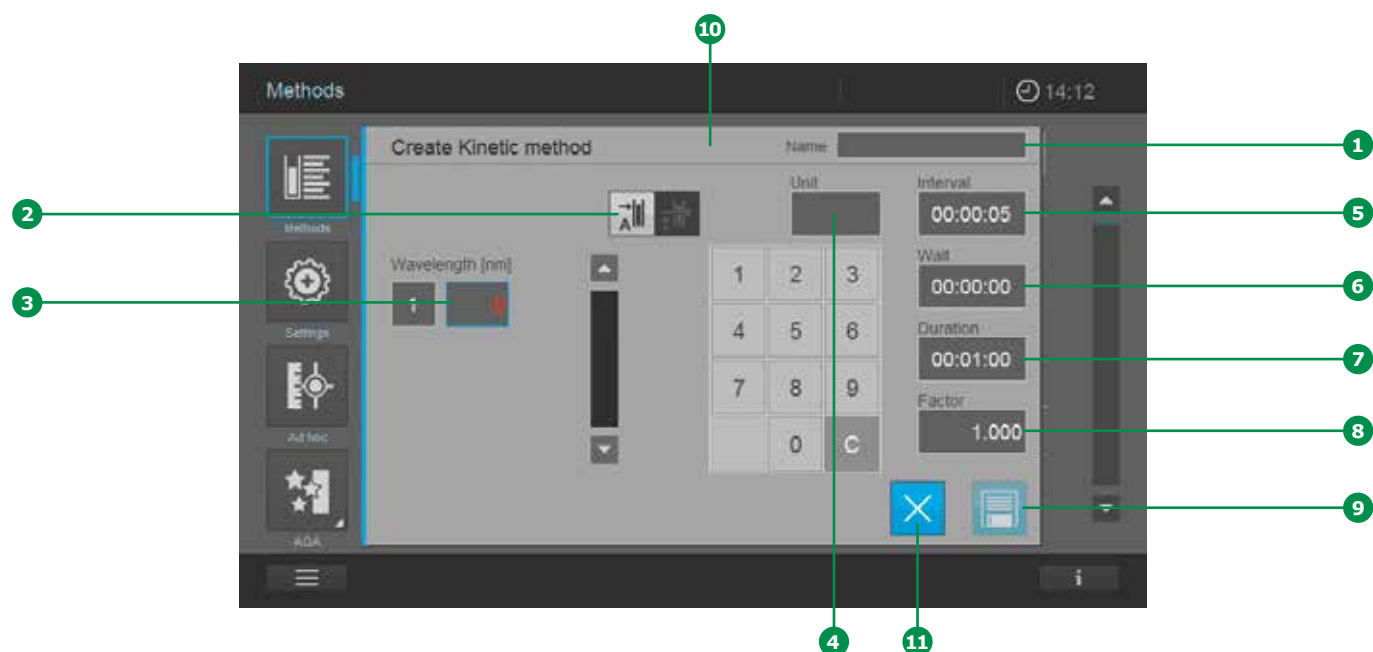 10
Methods
14:12
Create Kinetic method
Name
1
Unit
Interval
2
A
00:00:05
5
Methods
Wavelength [nm]
1 2 3
Wait
00:00:00
6
3
1
Settings
4 5 6
Duration
00:01:00
7
7 8 9
Factor
Ad hoc
0 C
1.000
8
9
AQA
i
4
11